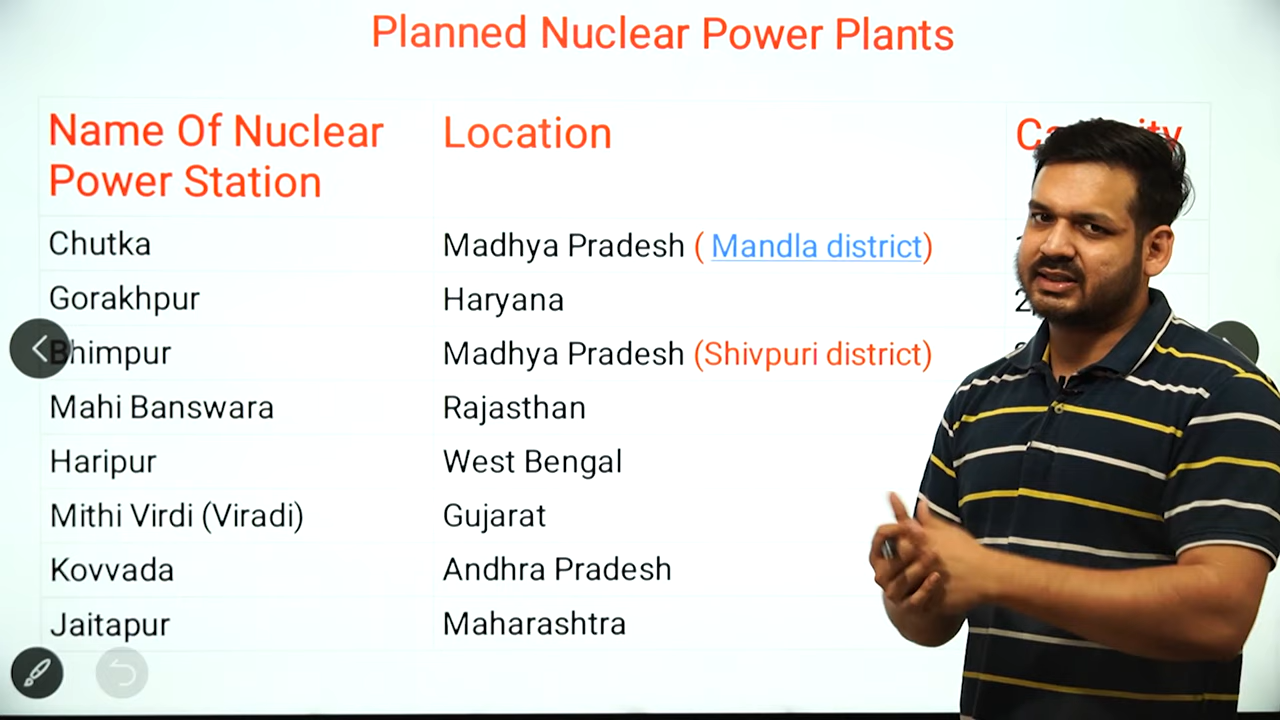 Planned Nuclear Power Plants
Name Of Nuclear Power Station Location
Chutka Madhya Pradesh ( Mandla district)
Gorakhpur Haryana
Bhimpur Madhya Pradesh (Shivpuri district)
Mahi Banswara Rajasthan
Haripur West Bengal
Mithi Virdi (Viradi) Gujarat
Kovvada Andhra Pradesh
Jaitapur Maharashtra